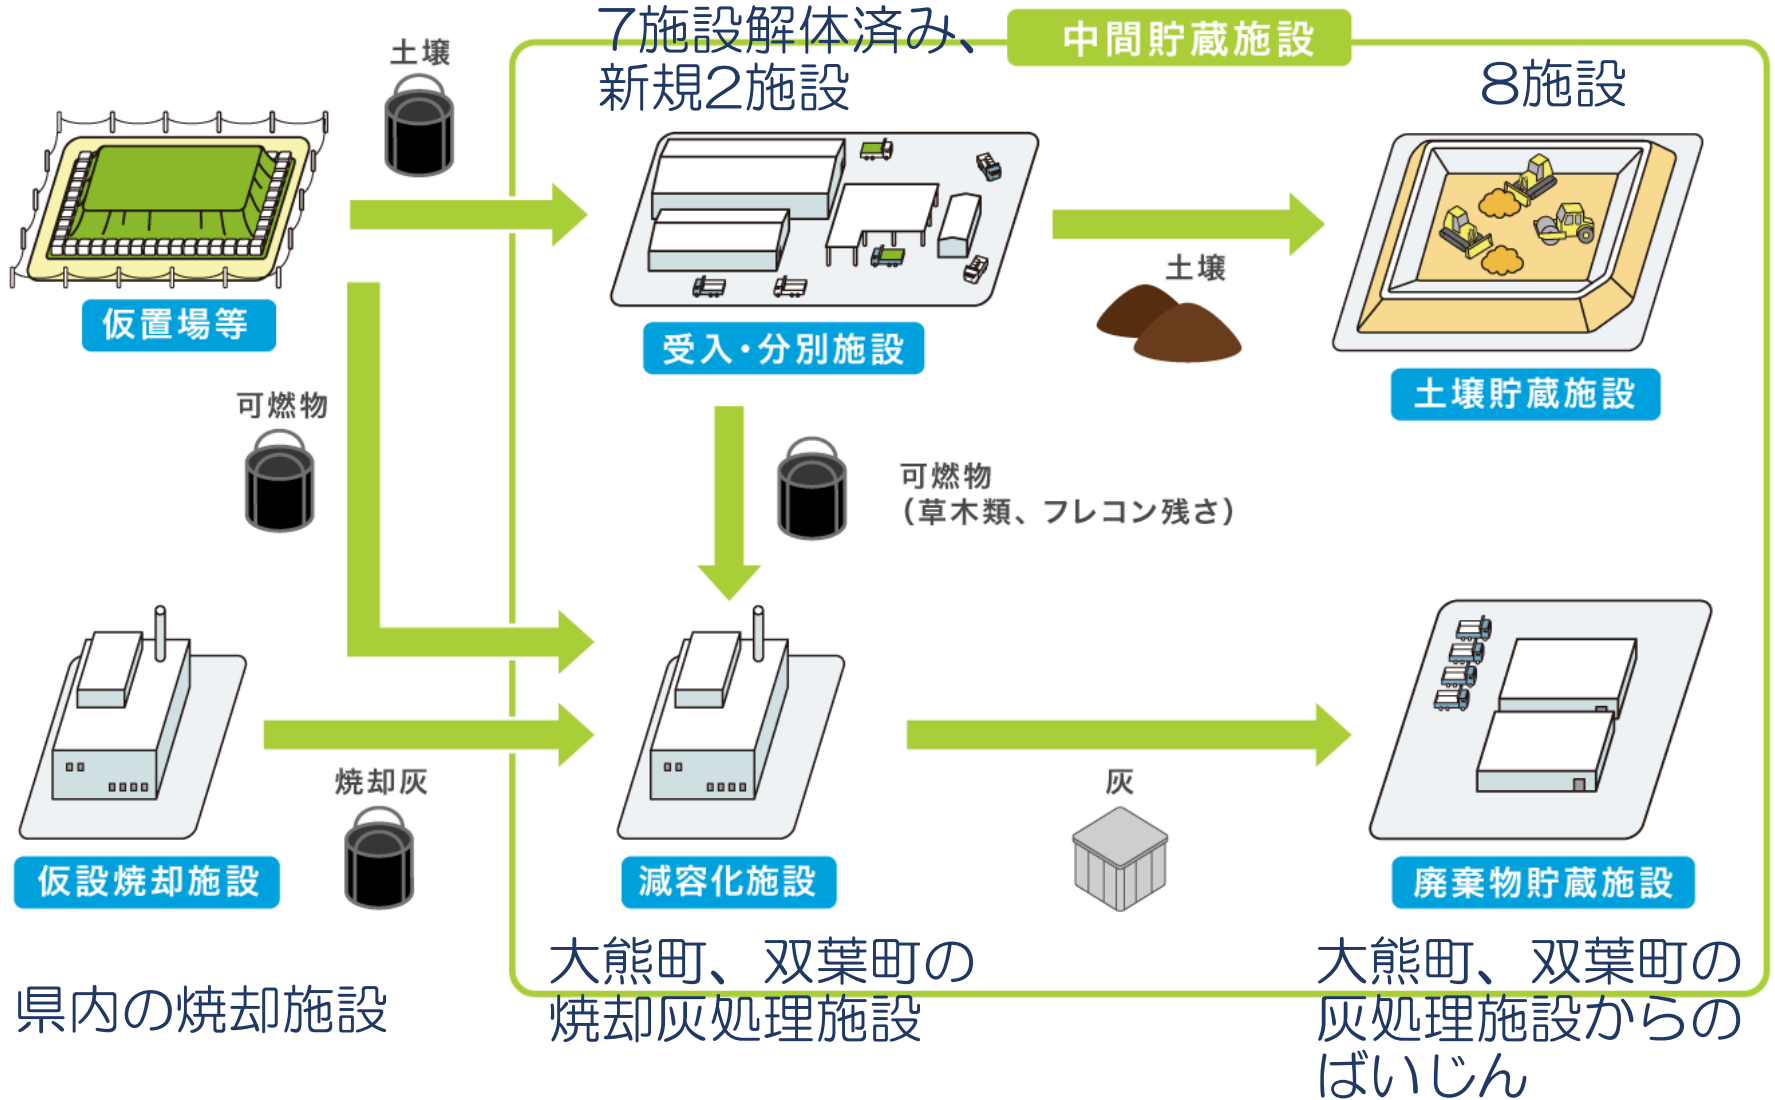 7施設解体済み、
新規2施設
中間貯蔵施設
8施設
土壌
仮置場等
受入・分別施設
土壌
土壌貯蔵施設
可燃物
可燃物
（草木類、フレコン残さ）
焼却灰
灰
仮設焼却施設
減容化施設
廃棄物貯蔵施設
県内の焼却施設
大熊町、双葉町の
焼却灰処理施設
大熊町、双葉町の
灰処理施設からの
ばいじん